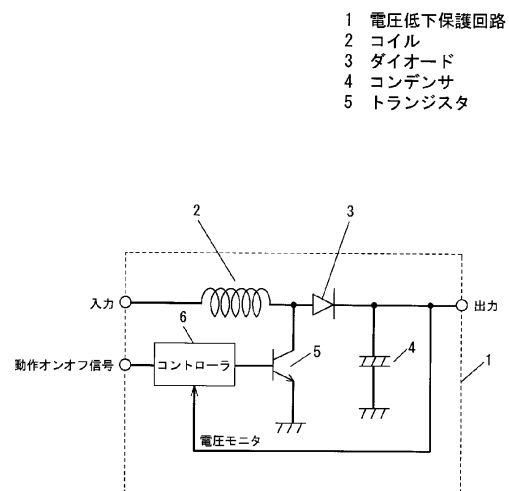 1 電圧低下保護回路
2 コイル
3 ダイオード
4 コンデンサ
5 トランジスタ
2
3
入力
出力
6
動作オンオフ信号
コントローラ
5
4
1
電圧モニタ